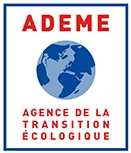 ADEME
AGENCE DE LA
TRANSITION
ÉCOLOGIQUE